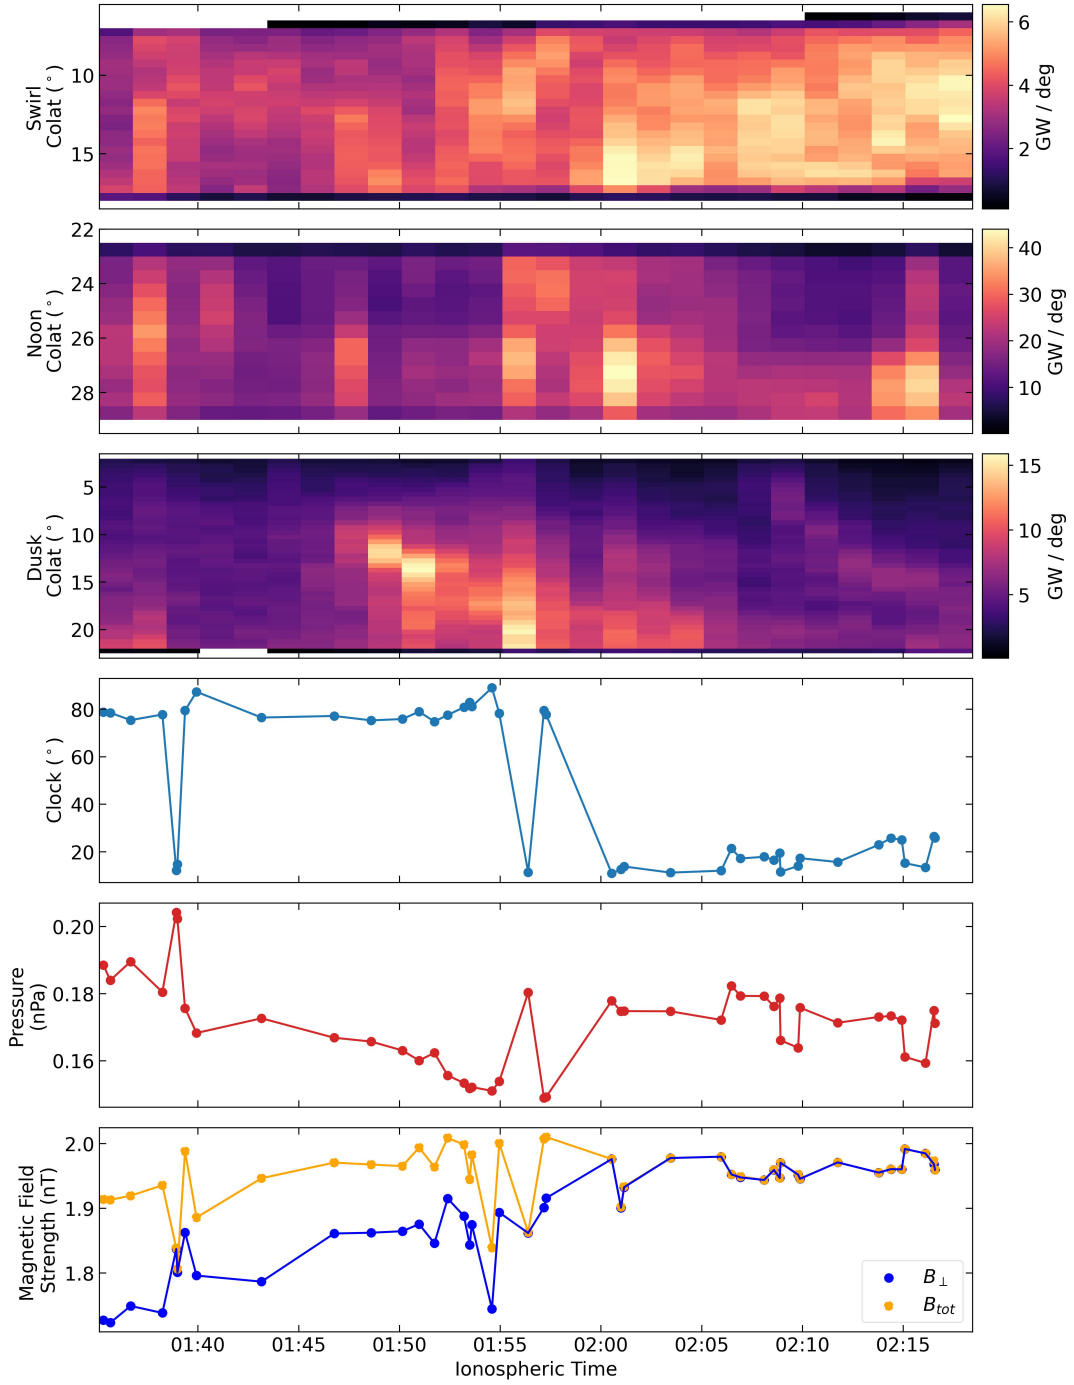 Swirl
Colat (°)
10
15
6
4
2
GW / deg
Noon
Colat (°)
22
24
26
28
40
30
20
10
GW / deg
Dusk
Colat (°)
5
10
15
20
15
10
5
GW / deg
Clock (°)
80
60
40
20
Pressure
(nPa)
0.20
0.18
0.16
Magnetic Field
Strength (nT)
2.0
1.9
1.8
B⊥
Btot
01:40 01:45 01:50 01:55 02:00 02:05 02:10 02:15
Ionospheric Time